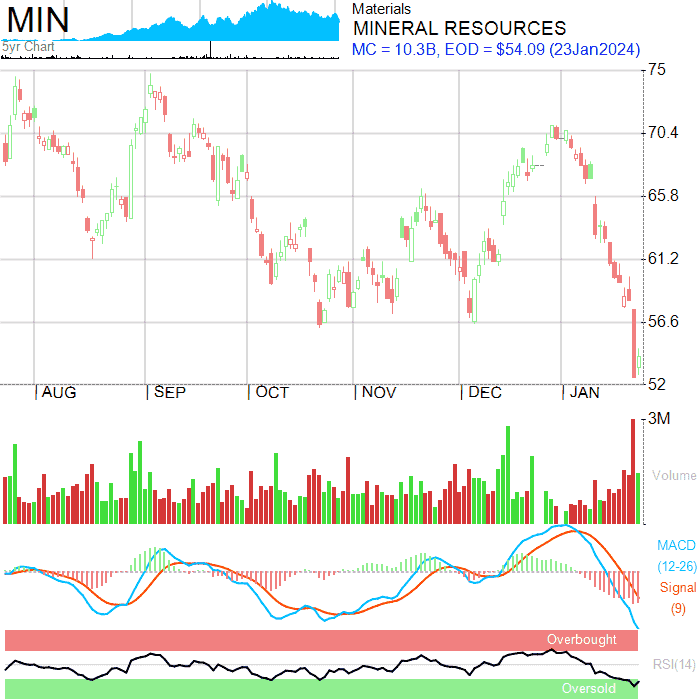 MIN
5yr Chart
Materials
MINERAL RESOURCES
MC = 10.3B, EOD = $54.09 (23Jan2024)
75
70.4
65.8
61.2
56.6
52
AUG
SEP
OCT
NOV
DEC
JAN
3M
Volume
MACD
(12-26)
Signal
(9)
Overbought
RSI(14)
Oversold